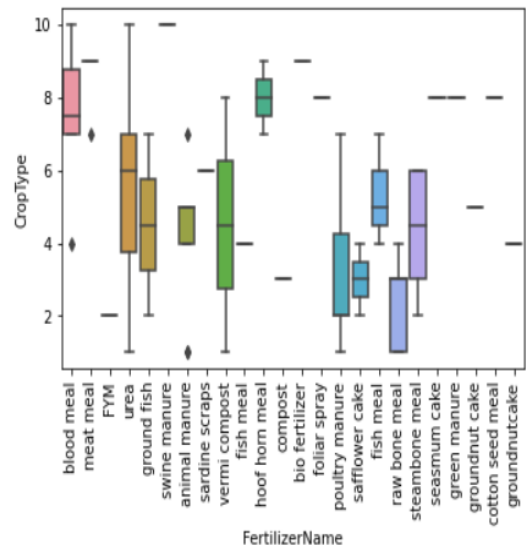 10
8
6
4
2
CropType
blood meal
meat meal
FYM
urea
ground fish
swine manure
animal manure
sardine scraps
vermi compost
fish meal
hoof horn meal
compost
bio fertilizer
foliar spray
poultry manure
safflower cake
fish meal
raw bone meal
steambone meal
seasmum cake
green manure
groundnut cake
cotton seed meal
groundnutcake
FertilizerName